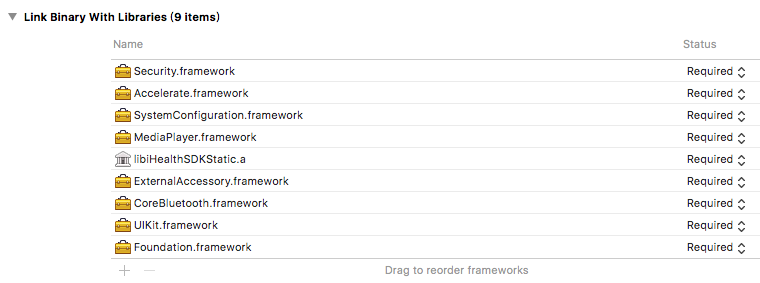 Link Binary With Libraries (9 items)
Name Status
Security.framework Required
Accelerate.framework Required
SystemConfiguration.framework Required
MediaPlayer.framework Required
libiHealthSDKStatic.a Required
ExternalAccessory.framework Required
CoreBluetooth.framework Required
UIKit.framework Required
Foundation.framework Required
Drag to reorder frameworks